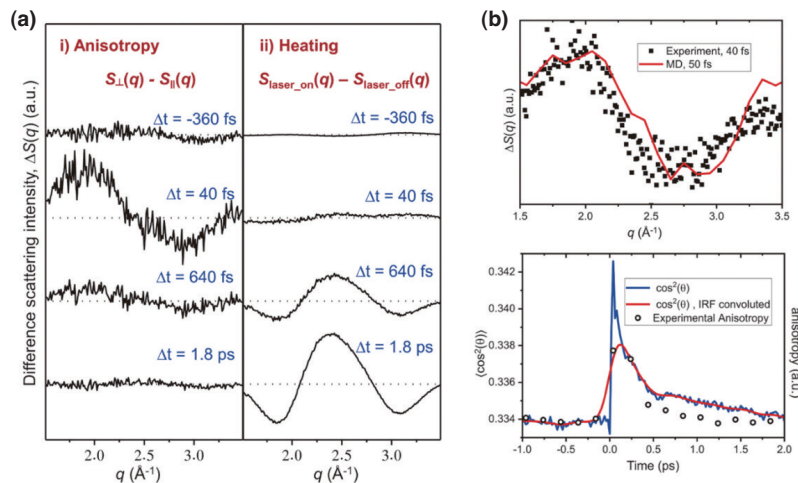 (a)
i) Anisotropy
S⊥(q) - S||(q)
ii) Heating
Slaser_on(q) – Slaser_off(q)
Difference scattering intensity, ΔS(q) (a.u.)
Δt = -360 fs
Δt = -360 fs
Δt = 40 fs
Δt = 40 fs
Δt = 640 fs
Δt = 640 fs
Δt = 1.8 ps
Δt = 1.8 ps
2.0 2.5 3.0
2.0 2.5 3.0
q (Å-1)
q (Å-1)
(b)
Experiment, 40 fs
MD, 50 fs
ΔS(q) (a.u.)
1.5 2.0 2.5 3.0 3.5
q (Å-1)
cos2(θ)
cos2(θ) , IRF convoluted
Experimental Anisotropy
⟨cos2(θ)⟩
anisotropy (a.u.)
0.342
0.340
0.338
0.336
0.334
-1.0 -0.5 0.0 0.5 1.0 1.5 2.0
Time (ps)